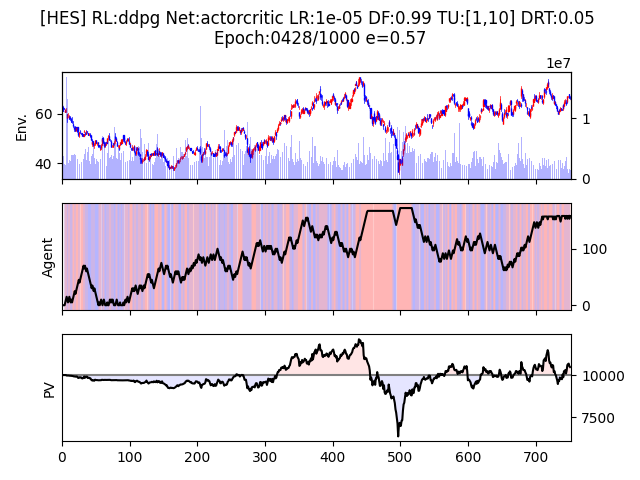 [HES] RL:ddpg Net:actorcritic LR:1e-05 DF:0.99 TU:[1,10] DRT:0.05
Epoch:0428/1000 e=0.57
1e7
Env.
60
40
1
0
Agent
100
0
PV
10000
7500
0 100 200 300 400 500 600 700